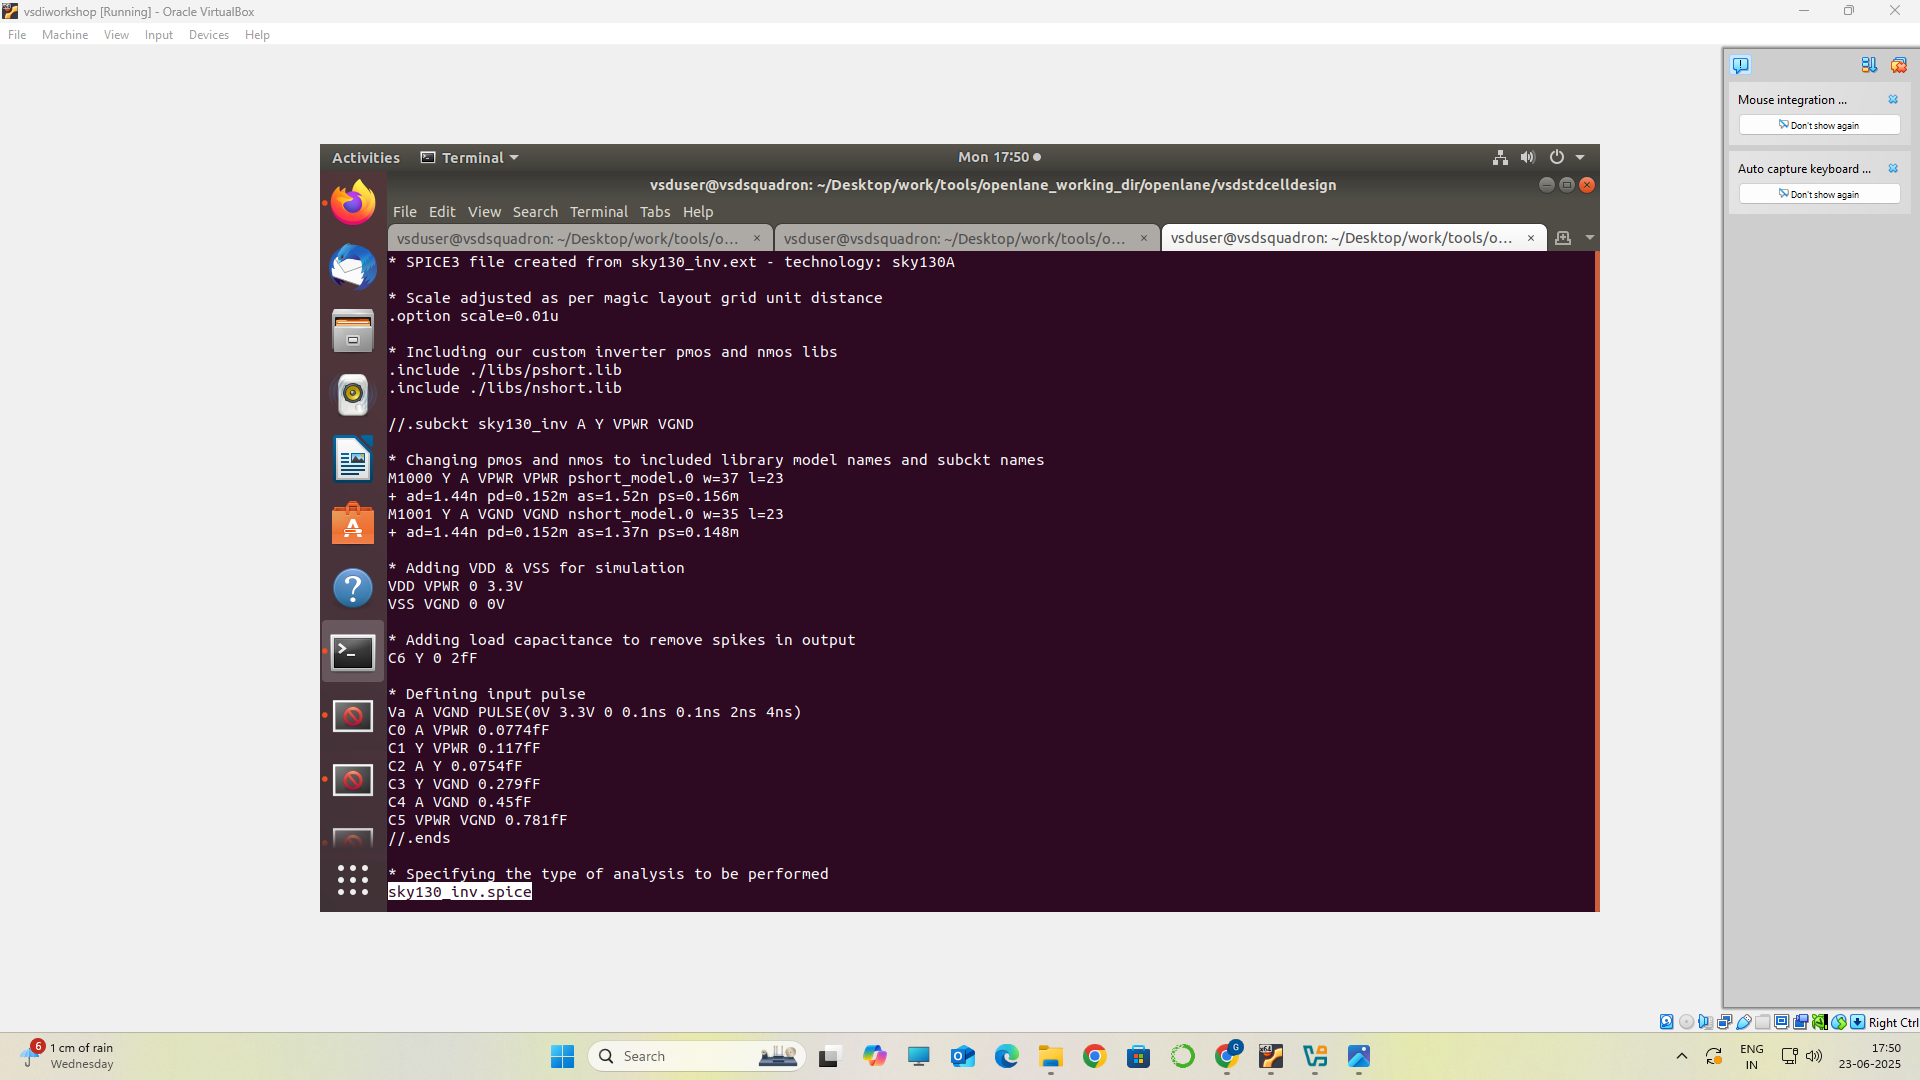 vsdiworkshop [Running] - Oracle VirtualBox
File Machine View Input Devices Help
Mouse integration ...
Don't show again
Auto capture keyboard ...
Don't show again
Activities Terminal Mon 17:50
vsduser@vsdsquadron: ~/Desktop/work/tools/openlane_working_dir/openlane/vsdstdcelldesign
File Edit View Search Terminal Tabs Help
vsduser@vsdsquadron: ~/Desktop/work/tools/o... × vsduser@vsdsquadron: ~/Desktop/work/tools/o... × vsduser@vsdsquadron: ~/Desktop/work/tools/o... ×
* SPICE3 file created from sky130_inv.ext - technology: sky130A
* Scale adjusted as per magic layout grid unit distance
.option scale=0.01u
* Including our custom inverter pmos and nmos libs
.include ./libs/pshort.lib
.include ./libs/nshort.lib
//.subckt sky130_inv A Y VPWR VGND
* Changing pmos and nmos to included library model names and subckt names
M1000 Y A VPWR VPWR pshort_model.0 w=37 l=23
+ ad=1.44n pd=0.152m as=1.52n ps=0.156m
M1001 Y A VGND VGND nshort_model.0 w=35 l=23
+ ad=1.44n pd=0.152m as=1.37n ps=0.148m
* Adding VDD & VSS for simulation
VDD VPWR 0 3.3V
VSS VGND 0 0V
* Adding load capacitance to remove spikes in output
C6 Y 0 2fF
* Defining input pulse
Va A VGND PULSE(0V 3.3V 0 0.1ns 0.1ns 2ns 4ns)
C0 A VPWR 0.0774fF
C1 Y VPWR 0.117fF
C2 A Y 0.0754fF
C3 Y VGND 0.279fF
C4 A VGND 0.45fF
C5 VPWR VGND 0.781fF
//.ends
* Specifying the type of analysis to be performed
sky130_inv.spice
Right Ctrl
6
1 cm of rain
Wednesday
Search
G
ENG
IN
17:50
23-06-2025